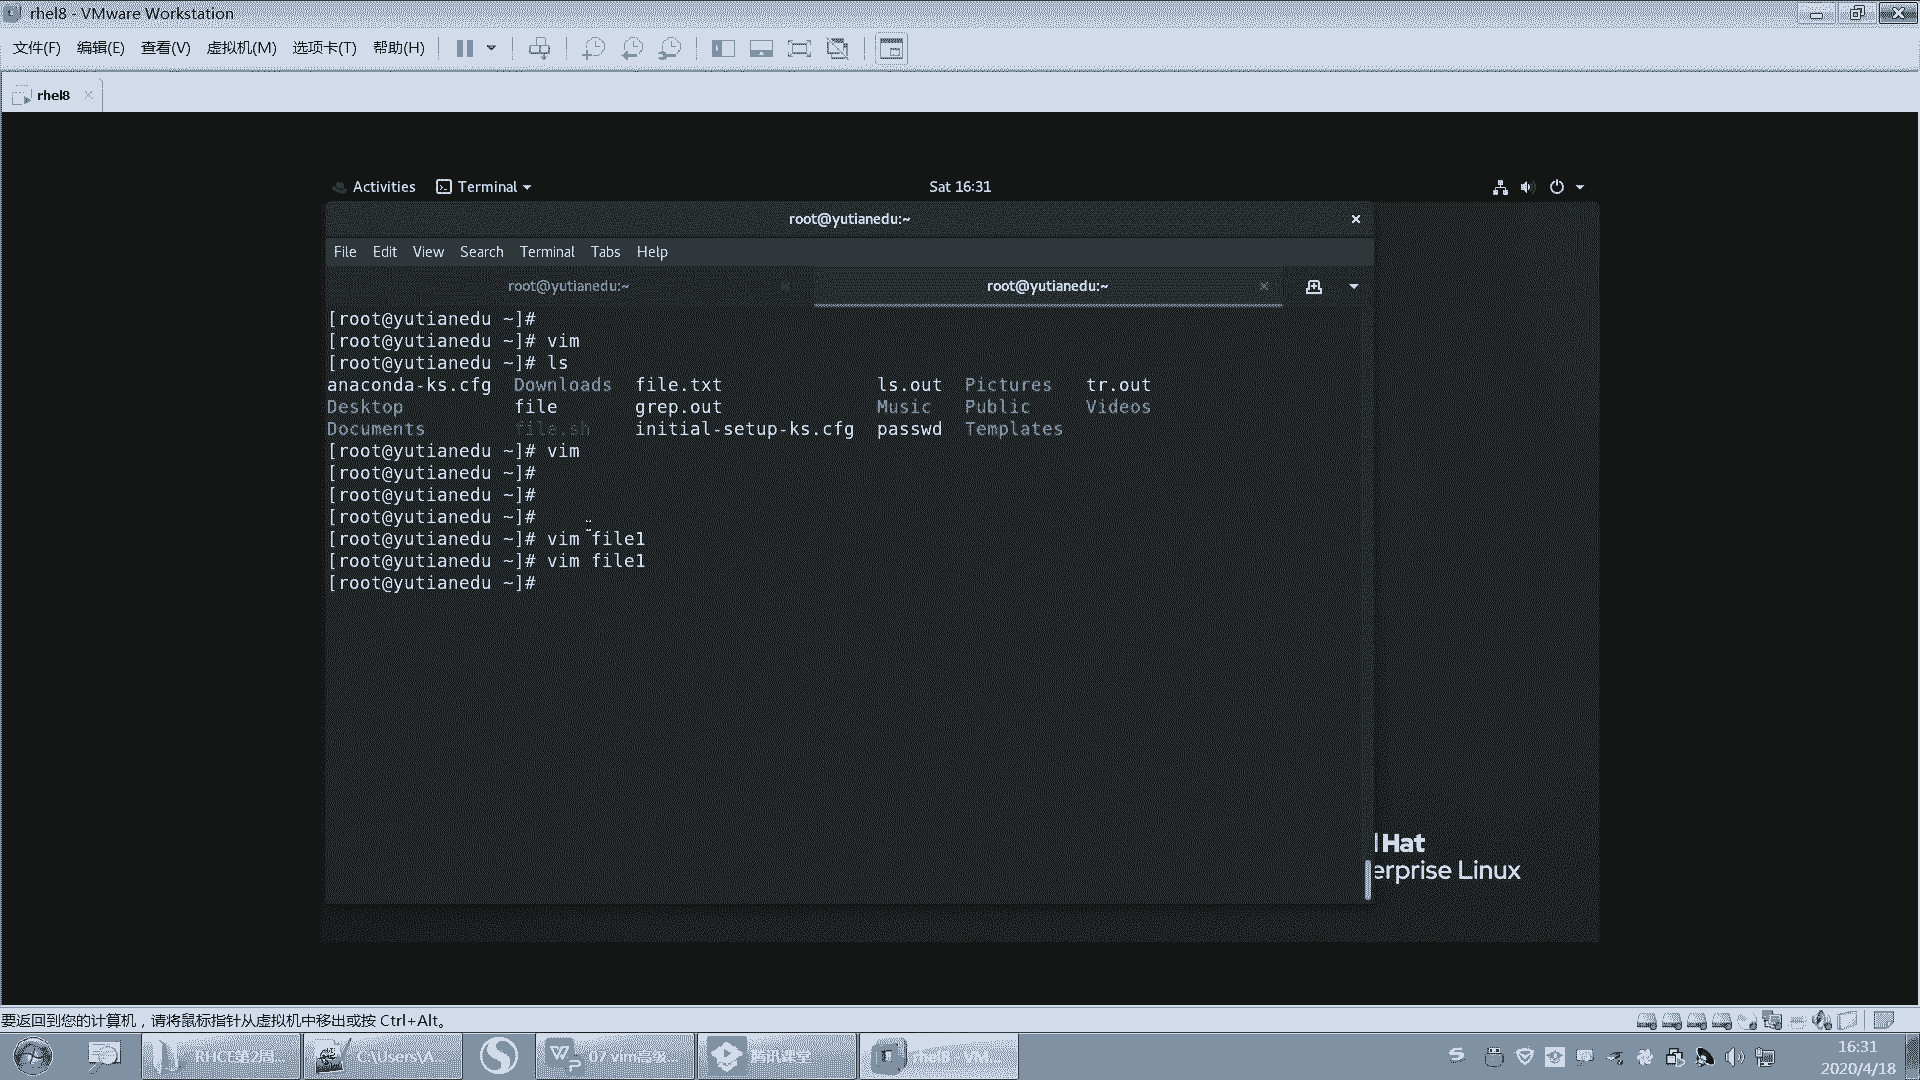 rhel8 - VMware Workstation
文件(F) 编辑(E) 查看(V) 虚拟机(M) 选项卡(T) 帮助(H)
rhel8
Activities Terminal Sat 16:31
root@yutianedu:~
File Edit View Search Terminal Tabs Help
root@yutianedu:~ root@yutianedu:~
[root@yutianedu ~]#
[root@yutianedu ~]# vim
[root@yutianedu ~]# ls
anaconda-ks.cfg Downloads file.txt ls.out Pictures tr.out
Desktop file grep.out Music Public Videos
Documents file.sh initial-setup-ks.cfg passwd Templates
[root@yutianedu ~]# vim
[root@yutianedu ~]#
[root@yutianedu ~]#
[root@yutianedu ~]#
[root@yutianedu ~]# vim file1
[root@yutianedu ~]# vim file1
[root@yutianedu ~]#
Hat
erprise Linux
要返回到您的计算机，请将鼠标指针从虚拟机中移出或按 Ctrl+Alt。
RHCE第2周... C:\Users\A... 07 vim高级... 腾讯课堂 rhel8 - VM...
16:31
2020/4/18